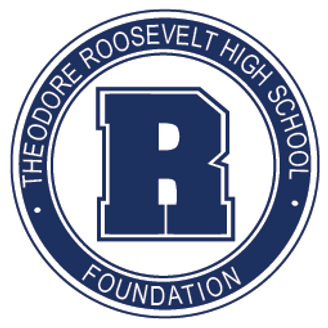 THEODORE ROOSEVELT HIGH SCHOOL
R
FOUNDATION